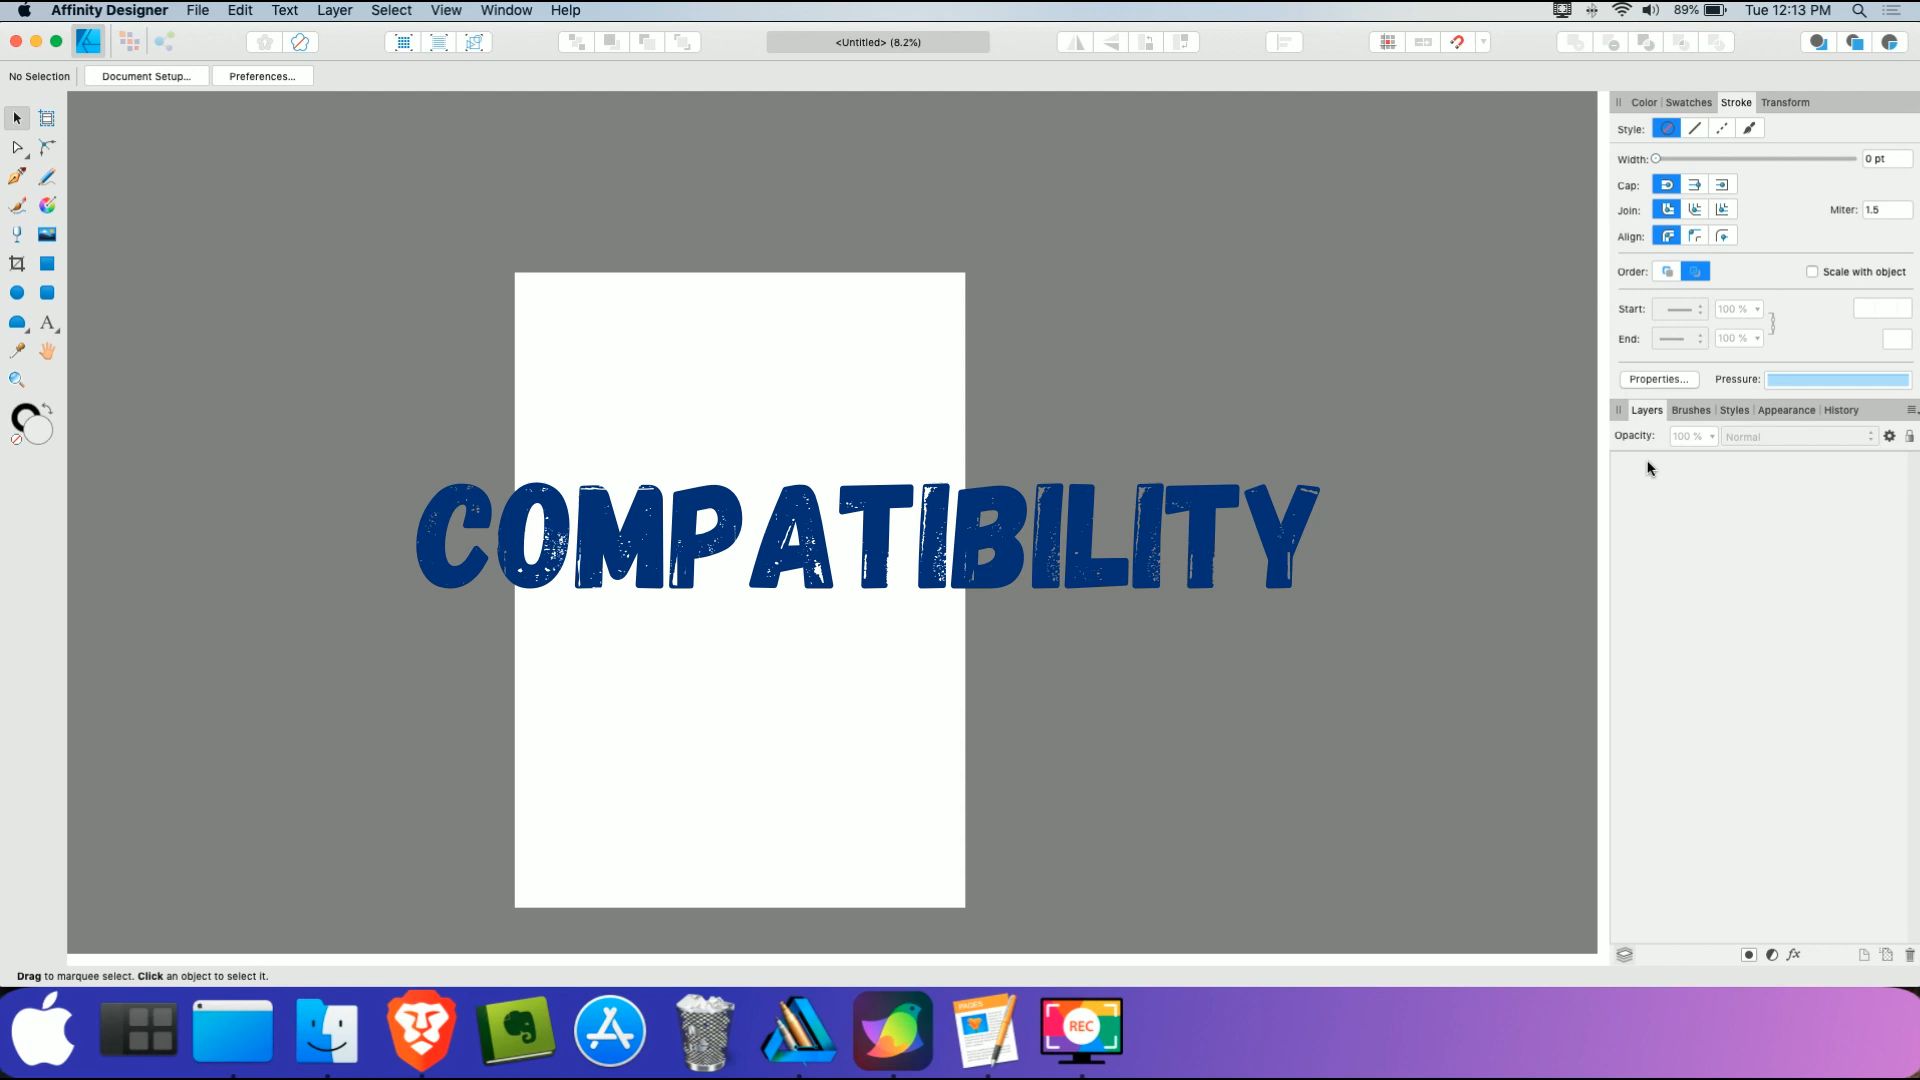 Affinity Designer File Edit Text Layer Select View Window Help 89% Tue 12:13 PM
<Untitled> (8.2%)
No Selection Document Setup... Preferences...
Color Swatches Stroke Transform
Style:
Width: 0 pt
Cap:
Join: Miter: 1.5
Align:
Order: Scale with object
Start: 100 %
End: 100 %
Properties... Pressure:
Layers Brushes Styles Appearance History
Opacity: 100 % Normal
COMPATIBILITY
fx
Drag to marquee select. Click an object to select it.
PAGES
REC